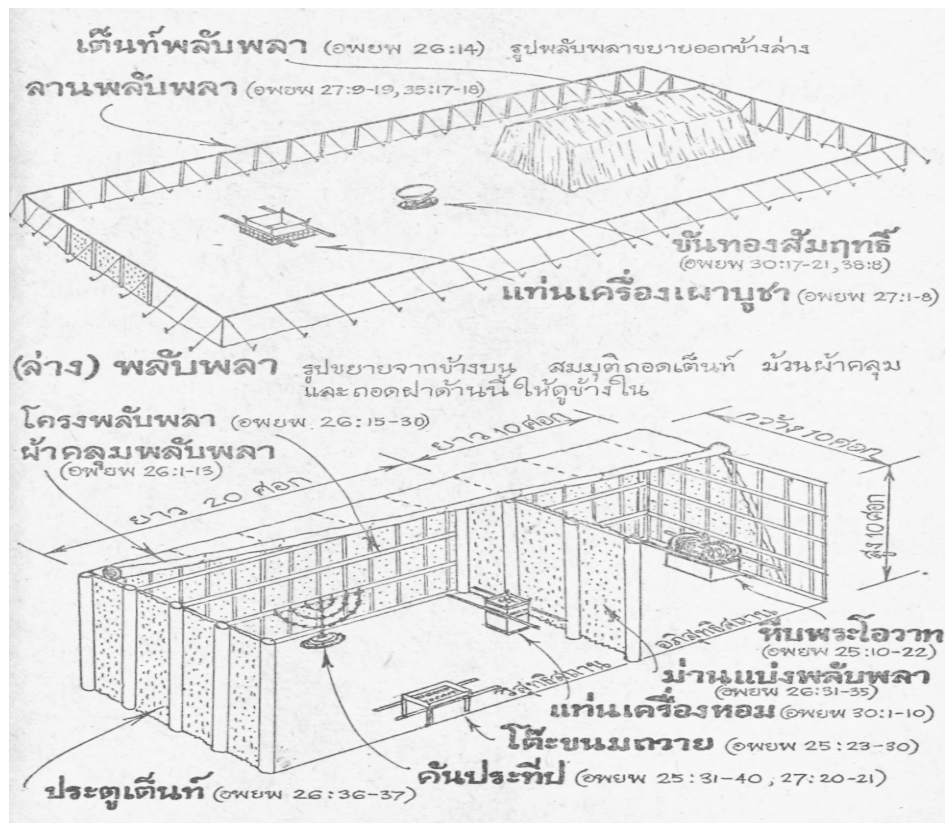 เต็นท์พลับพลา (อพยพ 26:14) รูปพลับพลาขยายออกข้างล่าง
ลานพลับพลา (อพยพ 27:9-19, 35:17-18)
ขันทองสัมฤทธิ์
(อพยพ 30:17-21, 38:8)
แท่นเครื่องเผาบูชา (อพยพ 27:1-8)
(ล่าง) พลับพลา รูปขยายจากข้างบน สมมุติถอดเต็นท์ ม้วนผ้าคลุม
และถอดฝาด้านนี้ ให้ดูข้างใน
โครงพลับพลา (อพยพ 26:15-30)
ผ้าคลุมพลับพลา
(อพยพ 26:1-13)
ยาว 20 ศอก
ยาว 10 ศอก
กว้าง 10 ศอก
สูง 10 ศอก
อภิสุทธิสถาน
วิสุทธิสถาน
หีบพระโอวาท
(อพยพ 25:10-22)
ม่านแบ่งพลับพลา
(อพยพ 26:31-35)
แท่นเครื่องหอม (อพยพ 30:1-10)
โต๊ะขนมถวาย (อพยพ 25:23-30)
คันประทีป (อพยพ 25:31-40, 27:20-21)
ประตูเต็นท์ (อพยพ 26:36-37)